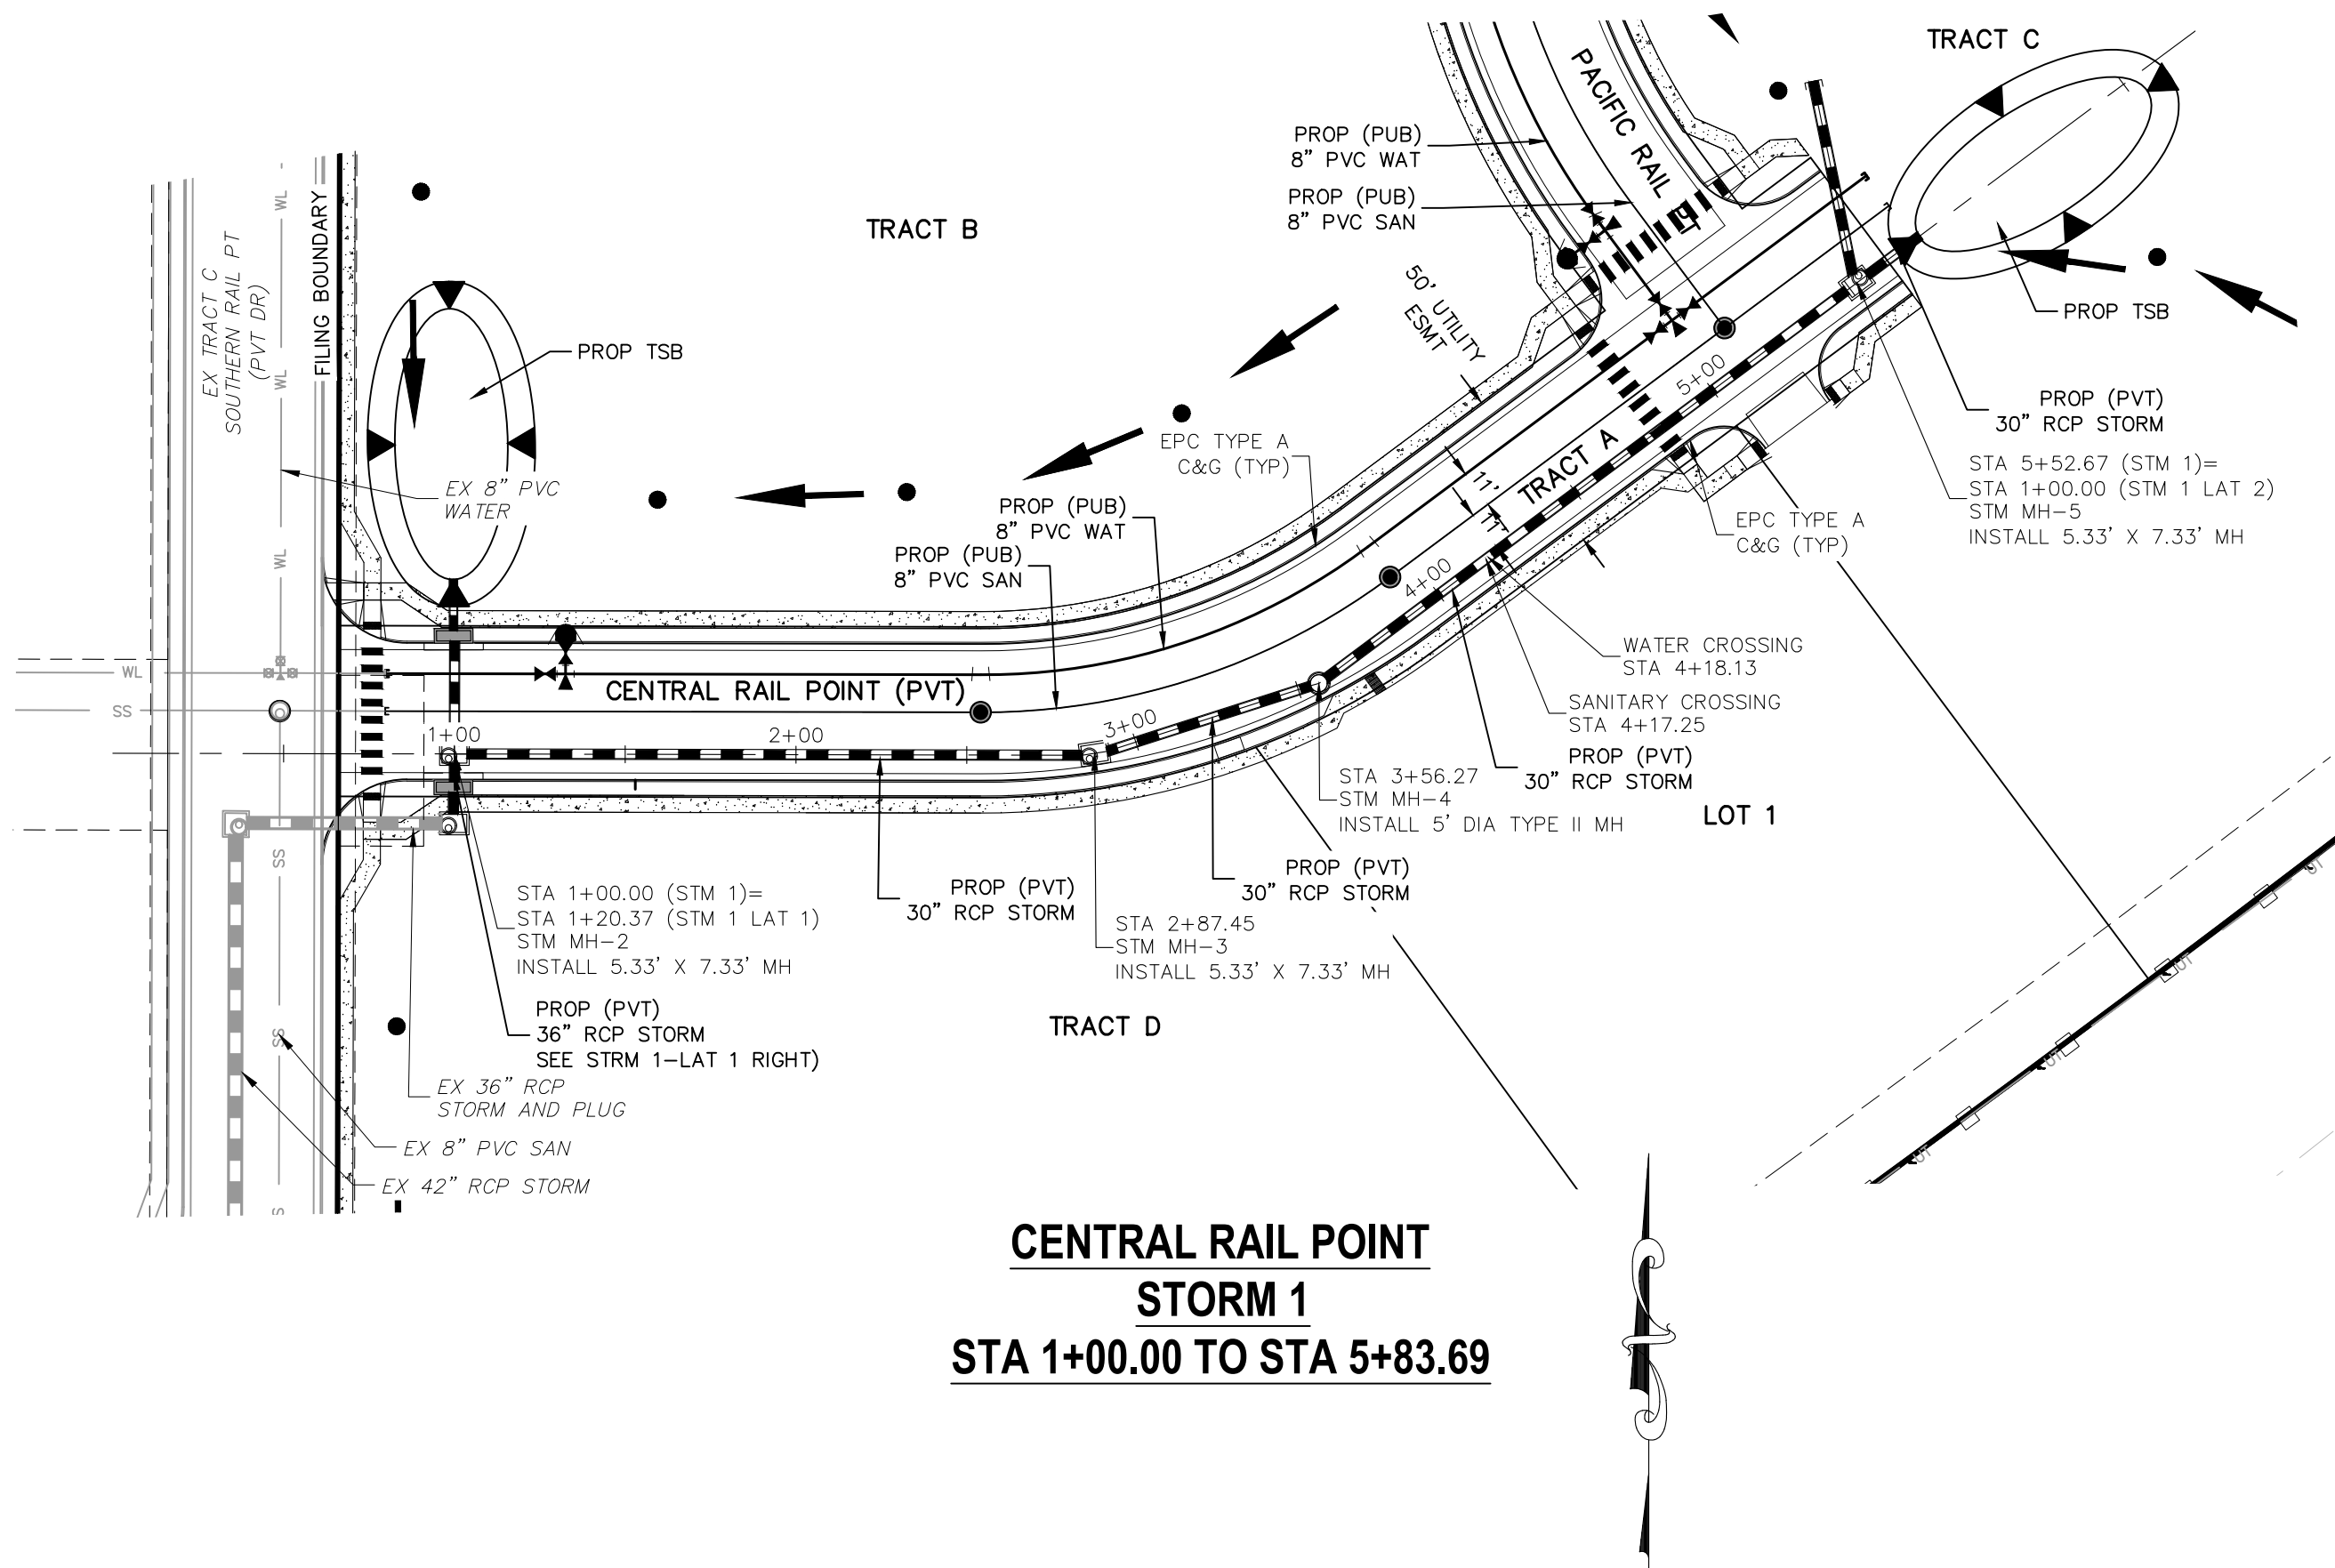 TRACT C
PACIFIC RAIL
PROP (PUB)
8" PVC WAT
PROP (PUB)
8" PVC SAN
TRACT B
EX TRACT C
SOUTHERN RAIL PT
(PVT DR)
FILING BOUNDARY
WL
WL
WL
PROP TSB
50' UTILITY
ESMT
PROP TSB
PROP (PVT)
30" RCP STORM
STA 5+52.67 (STM 1)=
STA 1+00.00 (STM 1 LAT 2)
STM MH-5
INSTALL 5.33' X 7.33' MH
5+00
TRACT A
11'
11'
EPC TYPE A
C&G (TYP)
EX 8" PVC
WATER
PROP (PUB)
8" PVC WAT
PROP (PUB)
8" PVC SAN
EPC TYPE A
C&G (TYP)
4+00
WATER CROSSING
STA 4+18.13
SANITARY CROSSING
STA 4+17.25
PROP (PVT)
30" RCP STORM
WL
SS
CENTRAL RAIL POINT (PVT)
1+00
2+00
3+00
STA 3+56.27
STM MH-4
INSTALL 5' DIA TYPE II MH
LOT 1
SS
PROP (PVT)
30" RCP STORM
PROP (PVT)
30" RCP STORM
STA 1+00.00 (STM 1)=
STA 1+20.37 (STM 1 LAT 1)
STM MH-2
INSTALL 5.33' X 7.33' MH
STA 2+87.45
STM MH-3
INSTALL 5.33' X 7.33' MH
PROP (PVT)
36" RCP STORM
SEE STRM 1-LAT 1 RIGHT)
TRACT D
SS
EX 36" RCP
STORM AND PLUG
EX 8" PVC SAN
EX 42" RCP STORM
CENTRAL RAIL POINT
STORM 1
STA 1+00.00 TO STA 5+83.69